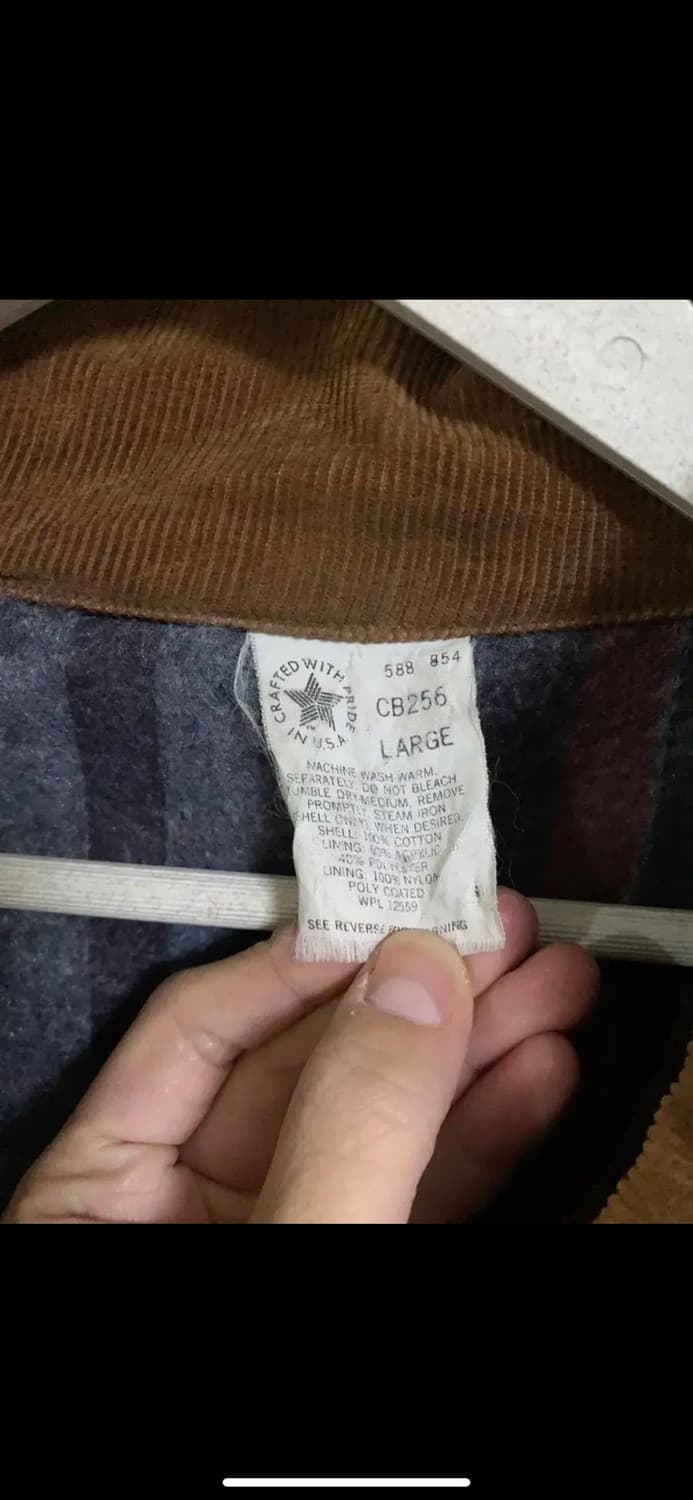 CRAFTED WITH PRIDE IN U.S.A.
588 854
CB256
LARGE
MACHINE WASH WARM,
SEPARATELY DO NOT BLEACH
TUMBLE DRY MEDIUM, REMOVE
PROMPTLY. STEAM IRON
SHELL ONLY WHEN DESIRED.
SHELL: 100% COTTON
LINING: 60% ACRYLIC
40% POLYESTER
LINING: 100% NYLON
POLY COATED
WPL 12559
SEE REVERSE FOR WARNING